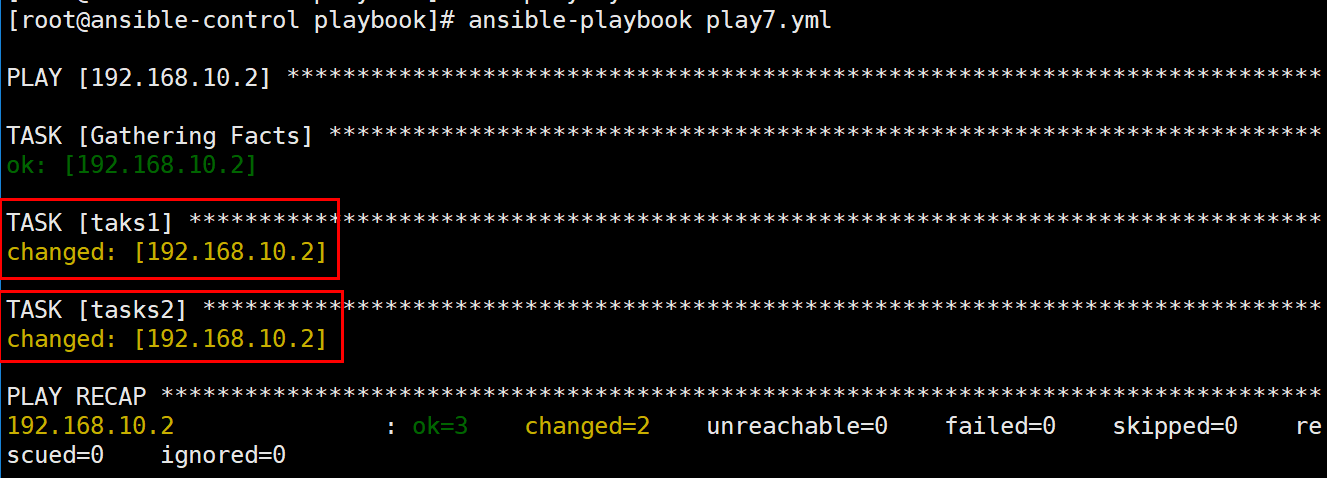 [root@ansible-control playbook]# ansible-playbook play7.yml
PLAY [192.168.10.2] **************************************************************************
TASK [Gathering Facts] ***********************************************************************
ok: [192.168.10.2]
TASK [taks1] *********************************************************************************
changed: [192.168.10.2]
TASK [tasks2] ********************************************************************************
changed: [192.168.10.2]
PLAY RECAP ***********************************************************************************
192.168.10.2               : ok=3    changed=2    unreachable=0    failed=0    skipped=0    re
scued=0    ignored=0